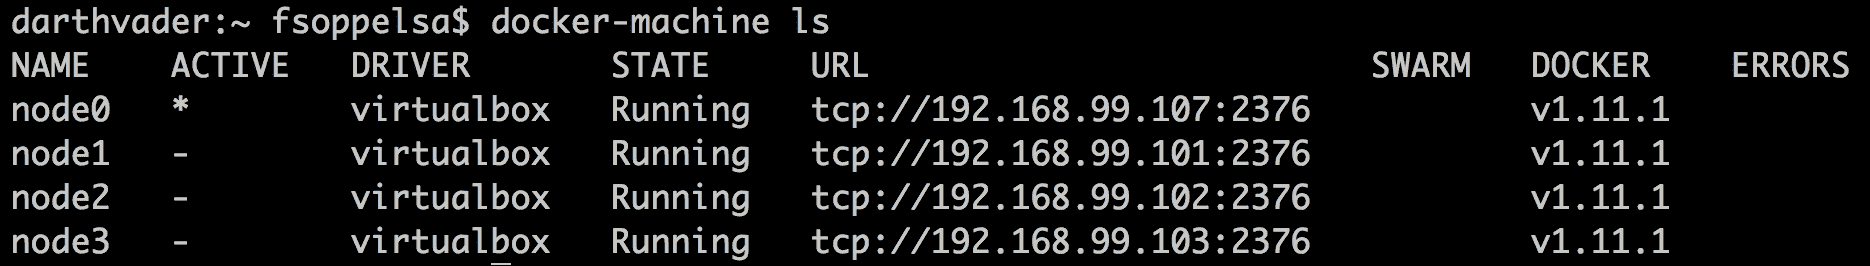 darthvader:~ fsoppelsa$ docker-machine ls
NAME   ACTIVE   DRIVER       STATE     URL                         SWARM   DOCKER    ERRORS
node0  *        virtualbox   Running   tcp://192.168.99.107:2376           v1.11.1
node1  -        virtualbox   Running   tcp://192.168.99.101:2376           v1.11.1
node2  -        virtualbox   Running   tcp://192.168.99.102:2376           v1.11.1
node3  -        virtualbox   Running   tcp://192.168.99.103:2376           v1.11.1